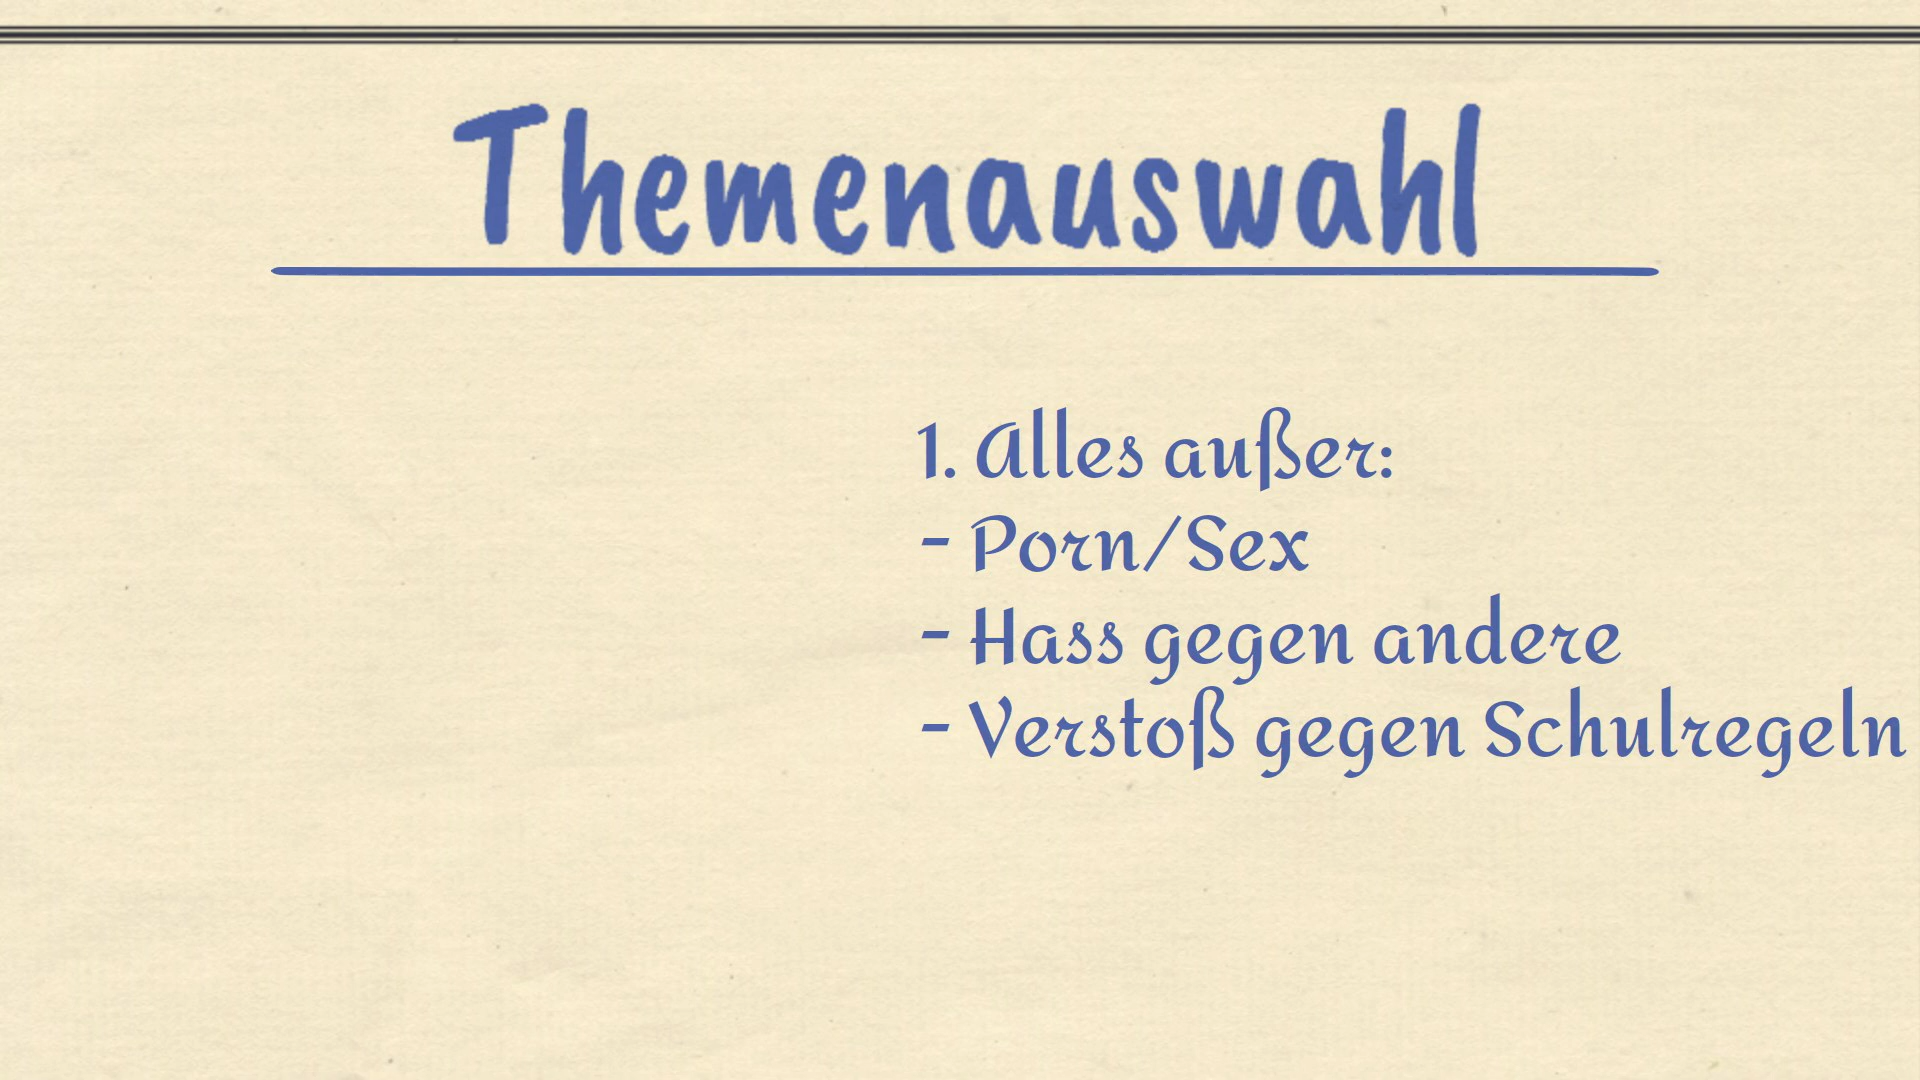 Themenauswahl
1. Alles außer:
- Porn/Sex
- Hass gegen andere
- Verstoß gegen Schulregeln